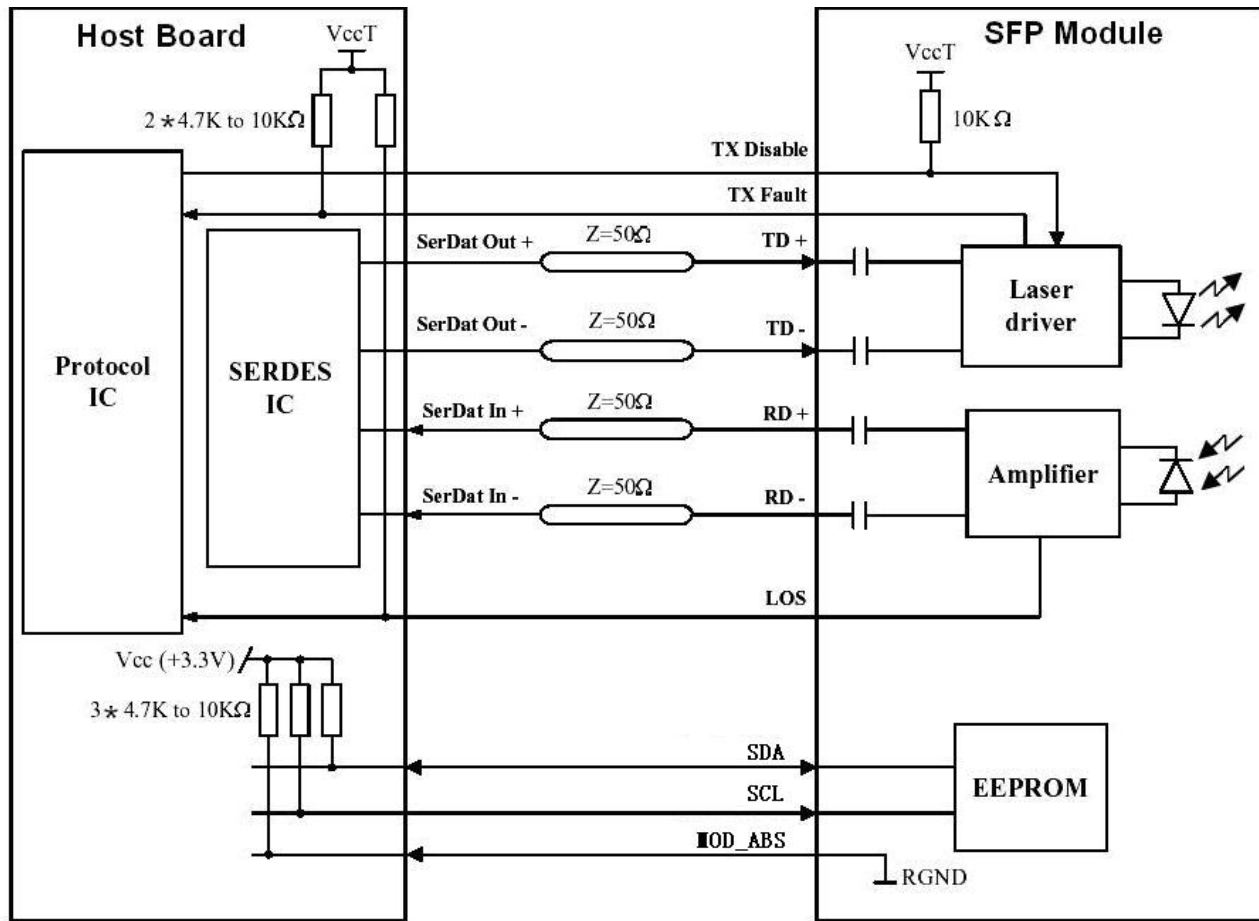 Host Board
VccT
2*4.7K to 10KΩ
SFP Module
VccT
10KΩ
TX Disable
TX Fault
SerDat Out +
Z=50Ω
TD +
SerDat Out -
Z=50Ω
TD -
Laser
driver
Protocol
IC
SERDES
IC
SerDat In +
Z=50Ω
RD +
SerDat In -
Z=50Ω
RD -
Amplifier
LOS
Vcc (+3.3V)
3*4.7K to 10KΩ
SDA
SCL
MOD_ABS
EEPROM
RGND